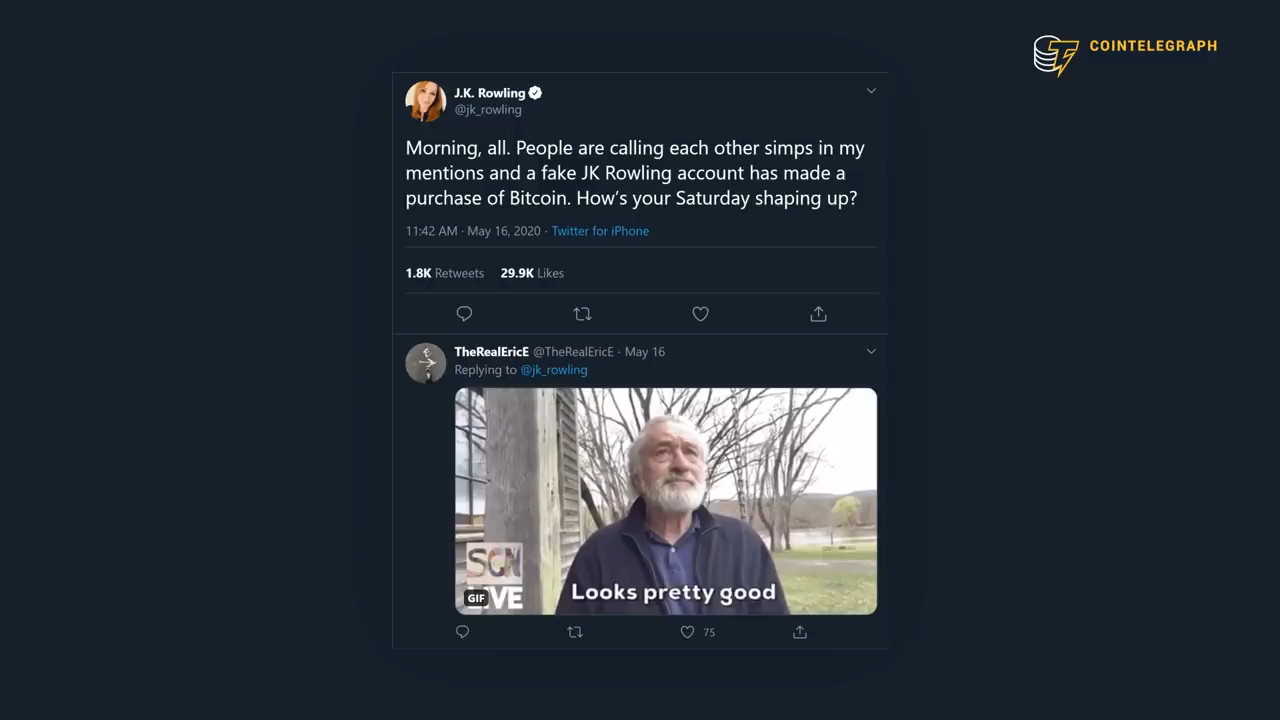 COINTELEGRAPH
J.K. Rowling
@jk_rowling
Morning, all. People are calling each other simps in my
mentions and a fake JK Rowling account has made a
purchase of Bitcoin. How's your Saturday shaping up?
11:42 AM · May 16, 2020 · Twitter for iPhone
1.8K Retweets 29.9K Likes
TheRealEricE @TheRealEricE · May 16
Replying to @jk_rowling
SGN
LIVE
GIF
Looks pretty good
75